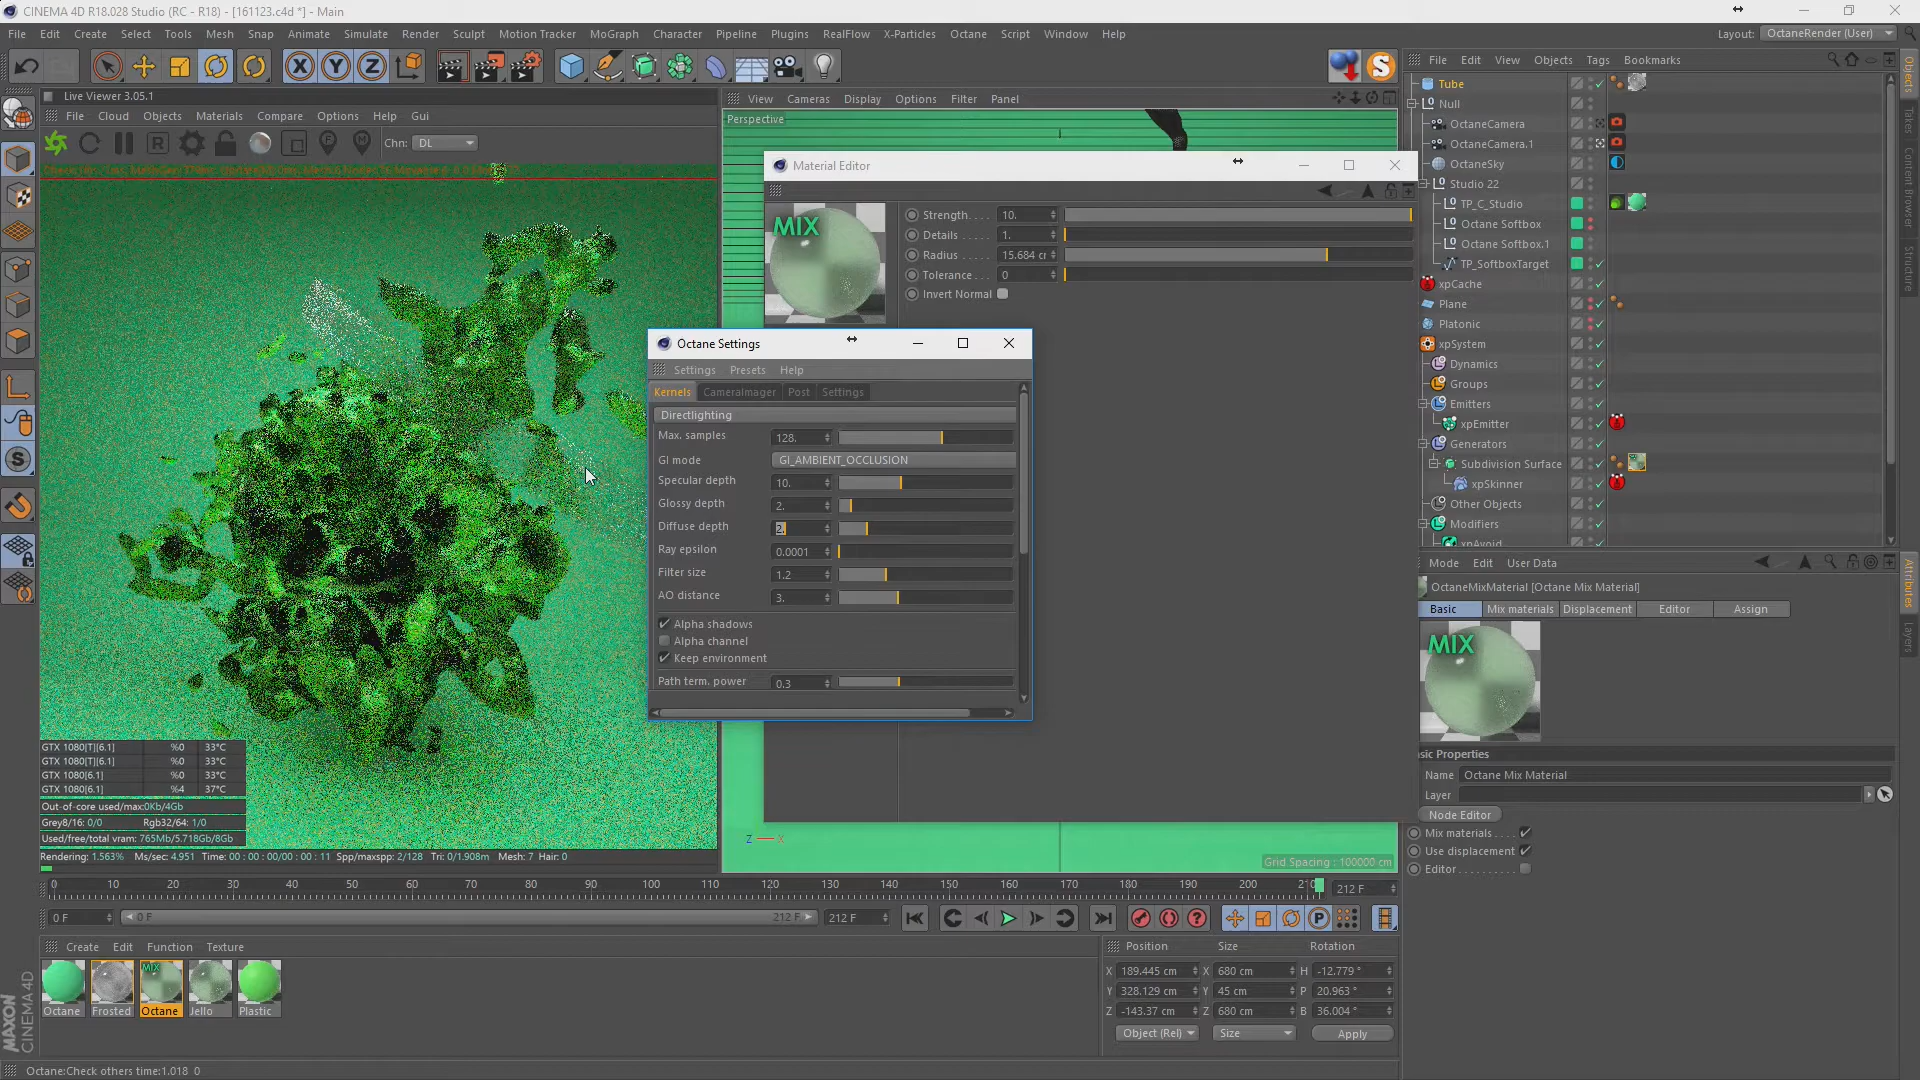 CINEMA 4D R18.028 Studio (RC - R18) - [161123.c4d *] - Main
File Edit Create Select Tools Mesh Snap Animate Simulate Render Sculpt Motion Tracker MoGraph Character Pipeline Plugins RealFlow X-Particles Octane Script Window Help
Layout: OctaneRender (User)
X Y Z
Live Viewer 3.05.1
File Cloud Objects Materials Compare Options Help Gui
Chn: DL
View Cameras Display Options Filter Panel
Perspective
Material Editor
MIX
Strength 10.
Details 1.
Radius 15.684 cr
Tolerance 0
Invert Normal
Octane Settings
Settings Presets Help
Kernels CameraImager Post Settings
Directlighting
Max. samples 128.
GI mode GI_AMBIENT_OCCLUSION
Specular depth 10.
Glossy depth 2.
Diffuse depth 2.
Ray epsilon 0.0001
Filter size 1.2
AO distance 3.
Alpha shadows
Alpha channel
Keep environment
Path term. power 0.3
Z X
Grid Spacing : 100000 cm
GTX 1080[T][6.1] %0 33°C
GTX 1080[T][6.1] %0 33°C
GTX 1080[6.1] %0 33°C
GTX 1080[6.1] %4 37°C
Out-of-core used/max:0Kb/4Gb
Grey8/16: 0/0 Rgb32/64: 1/0
Used/free/total vram: 765Mb/5.718Gb/8Gb
Rendering: 1.563% Ms/sec: 4.951 Time: 00 : 00 : 00/00 : 00 : 11 Spp/maxspp: 2/128 Tri: 0/1.908m Mesh: 7 Hair: 0
File Edit View Objects Tags Bookmarks
Tube
Null
OctaneCamera
OctaneCamera.1
OctaneSky
Studio 22
TP_C_Studio
Octane Softbox
Octane Softbox.1
TP_SoftboxTarget
xpCache
Plane
Platonic
xpSystem
Dynamics
Groups
Emitters
xpEmitter
Generators
Subdivision Surface
xpSkinner
Other Objects
Modifiers
xpAvoid
Objects
Takes
Content Browser
Structure
Attributes
Layers
Mode Edit User Data
OctaneMixMaterial [Octane Mix Material]
Basic Mix materials Displacement Editor Assign
MIX
sic Properties
Name Octane Mix Material
Layer
Node Editor
Mix materials
Use displacement
Editor
0 10 20 30 40 50 60 70 80 90 100 110 120 130 140 150 160 170 180 190 200 210 212 F
0 F 0 F 212 F 212 F
Create Edit Function Texture
Octane Frosted Octane Jello Plastic
MIX
Position Size Rotation
X 189.445 cm X 680 cm H -12.779 °
Y 328.129 cm Y 45 cm P 20.963 °
Z -143.37 cm Z 680 cm B 36.004 °
Object (Rel) Size Apply
MAXON CINEMA 4D
Octane:Check others time:1.018 0